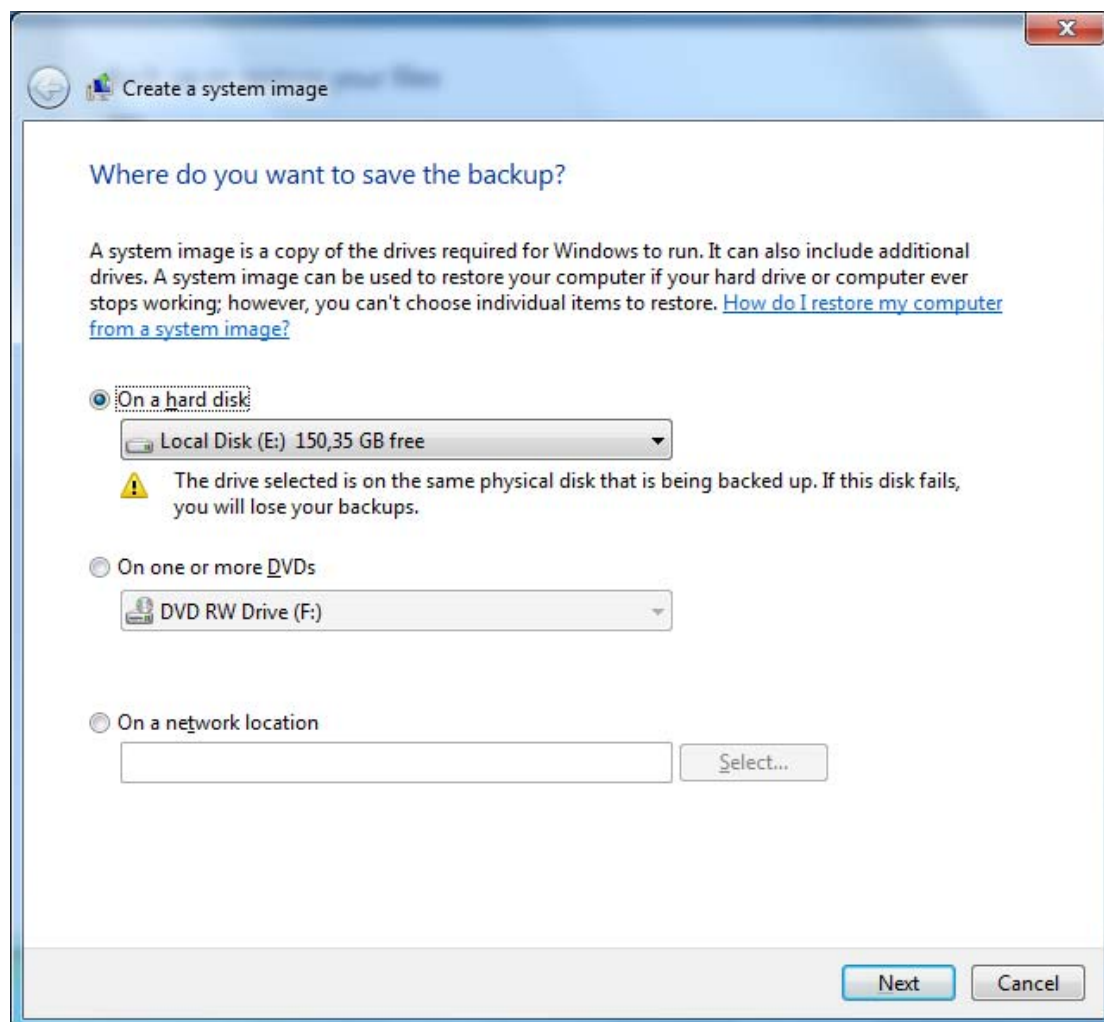 x
Create a system image
Where do you want to save the backup?
A system image is a copy of the drives required for Windows to run. It can also include additional
drives. A system image can be used to restore your computer if your hard drive or computer ever
stops working; however, you can't choose individual items to restore. How do I restore my computer
from a system image?
On a hard disk
Local Disk (E:) 150,35 GB free
The drive selected is on the same physical disk that is being backed up. If this disk fails,
you will lose your backups.
On one or more DVDs
DVD RW Drive (F:)
On a network location
Select...
Next Cancel